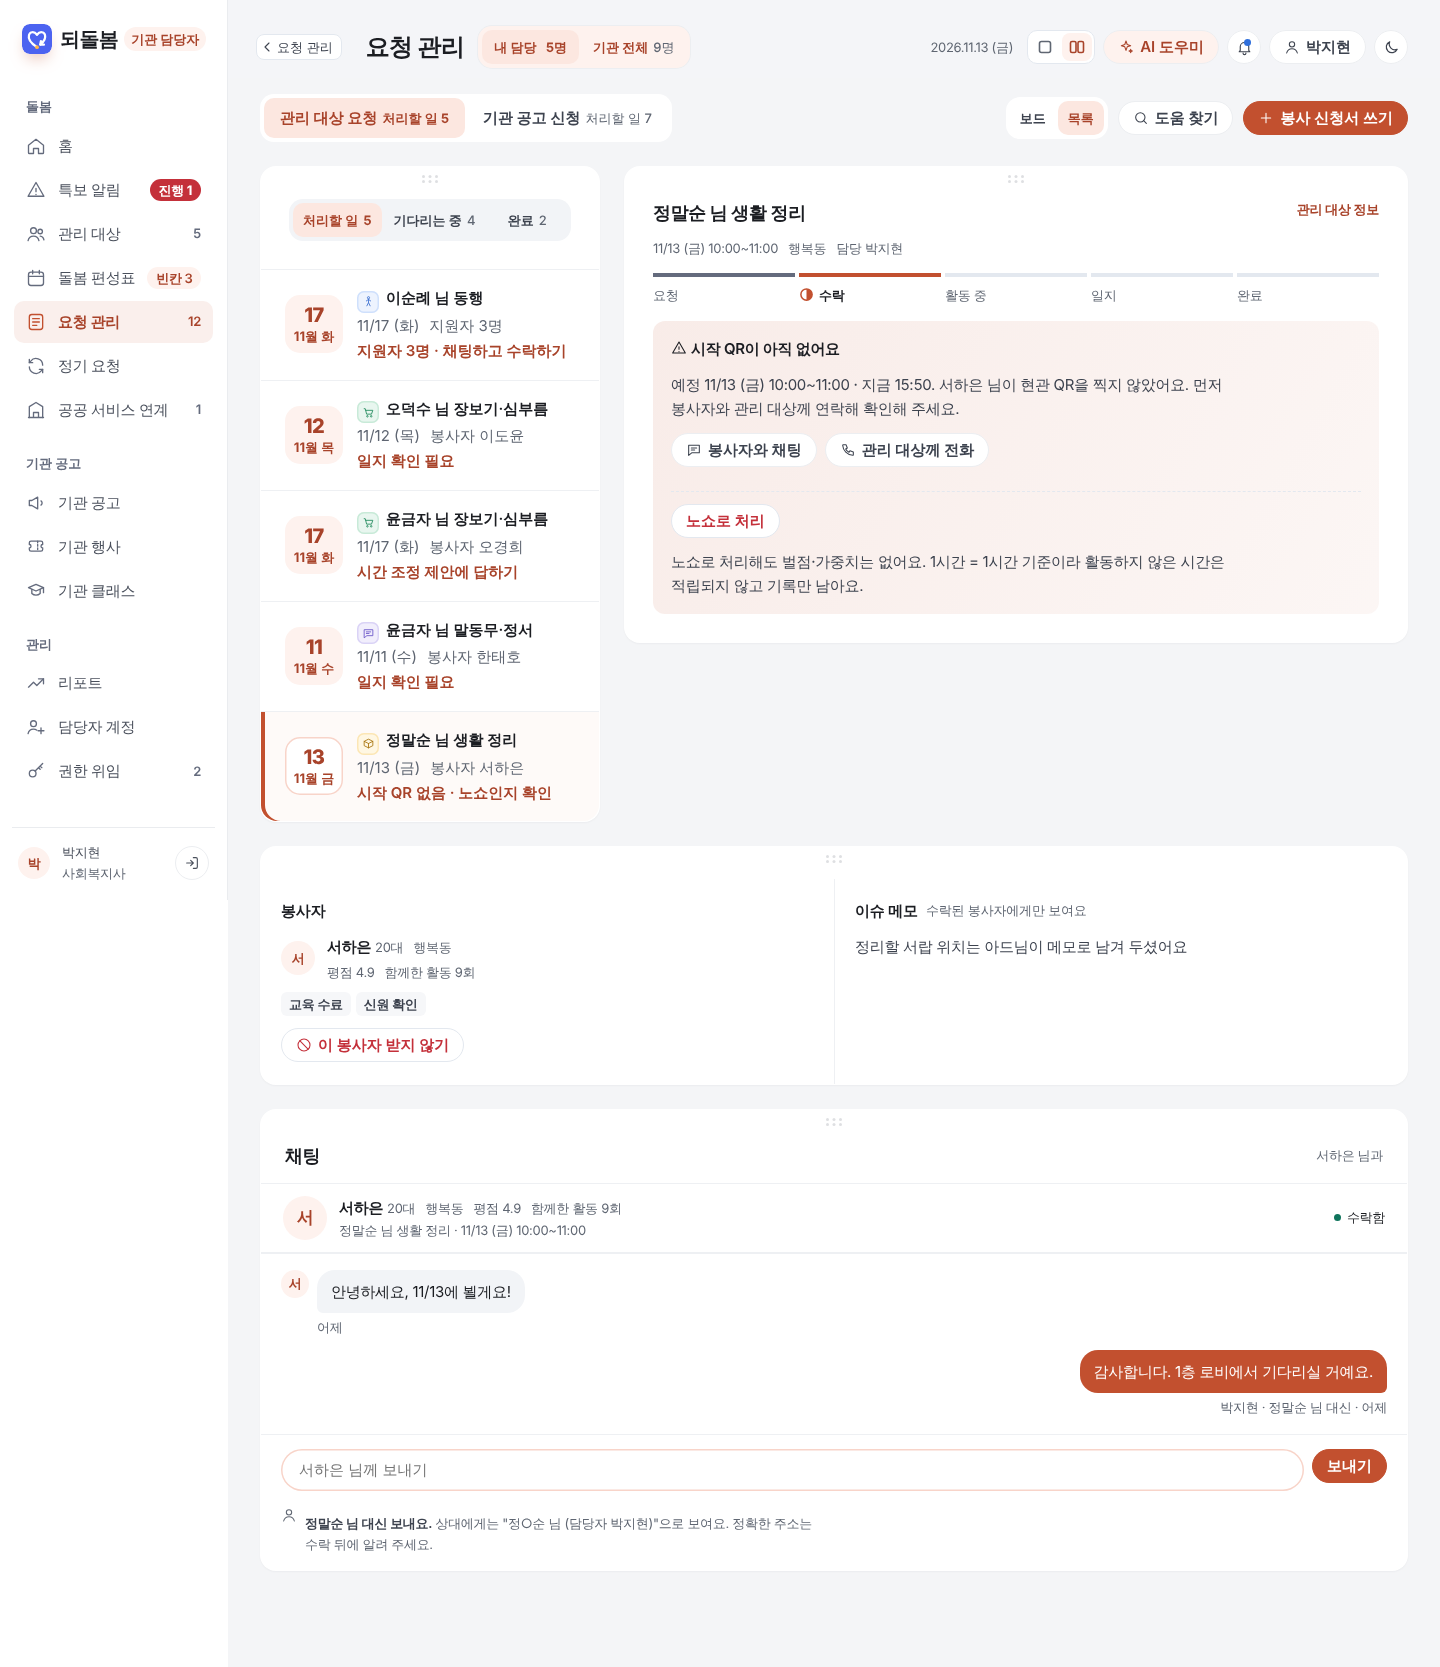 되돌봄 기관 담당자
돌봄
홈
특보 알림 진행 1
관리 대상 5
돌봄 편성표 빈칸 3
요청 관리 12
정기 요청
공공 서비스 연계 1
기관 공고
기관 공고
기관 행사
기관 클래스
관리
리포트
담당자 계정
권한 위임 2
박 박지현
사회복지사
요청 관리
요청 관리
내 담당 5명 기관 전체 9명
2026.11.13 (금)
AI 도우미
박지현
관리 대상 요청 처리할 일 5
기관 공고 신청 처리할 일 7
보드 목록
도움 찾기
봉사 신청서 쓰기
처리할 일 5 기다리는 중 4 완료 2
17
11월 화
이순례 님 동행
11/17 (화) 지원자 3명
지원자 3명 · 채팅하고 수락하기
12
11월 목
오덕수 님 장보기·심부름
11/12 (목) 봉사자 이도윤
일지 확인 필요
17
11월 화
윤금자 님 장보기·심부름
11/17 (화) 봉사자 오경희
시간 조정 제안에 답하기
11
11월 수
윤금자 님 말동무·정서
11/11 (수) 봉사자 한태호
일지 확인 필요
13
11월 금
정말순 님 생활 정리
11/13 (금) 봉사자 서하은
시작 QR 없음 · 노쇼인지 확인
정말순 님 생활 정리
관리 대상 정보
11/13 (금) 10:00~11:00 행복동 담당 박지현
요청 수락 활동 중 일지 완료
시작 QR이 아직 없어요
예정 11/13 (금) 10:00~11:00 · 지금 15:50. 서하은 님이 현관 QR을 찍지 않았어요. 먼저
봉사자와 관리 대상께 연락해 확인해 주세요.
봉사자와 채팅 관리 대상께 전화
노쇼로 처리
노쇼로 처리해도 벌점·가중치는 없어요. 1시간 = 1시간 기준이라 활동하지 않은 시간은
적립되지 않고 기록만 남아요.
봉사자
서 서하은 20대 행복동
평점 4.9 함께한 활동 9회
교육 수료 신원 확인
이 봉사자 받지 않기
이슈 메모 수락된 봉사자에게만 보여요
정리할 서랍 위치는 아드님이 메모로 남겨 두셨어요
채팅
서하은 님과
서 서하은 20대 행복동 평점 4.9 함께한 활동 9회
정말순 님 생활 정리 · 11/13 (금) 10:00~11:00
수락함
서 안녕하세요, 11/13에 뵐게요!
어제
감사합니다. 1층 로비에서 기다리실 거예요.
박지현 · 정말순 님 대신 · 어제
서하은 님께 보내기
보내기
정말순 님 대신 보내요. 상대에게는 "정○순 님 (담당자 박지현)"으로 보여요. 정확한 주소는
수락 뒤에 알려 주세요.